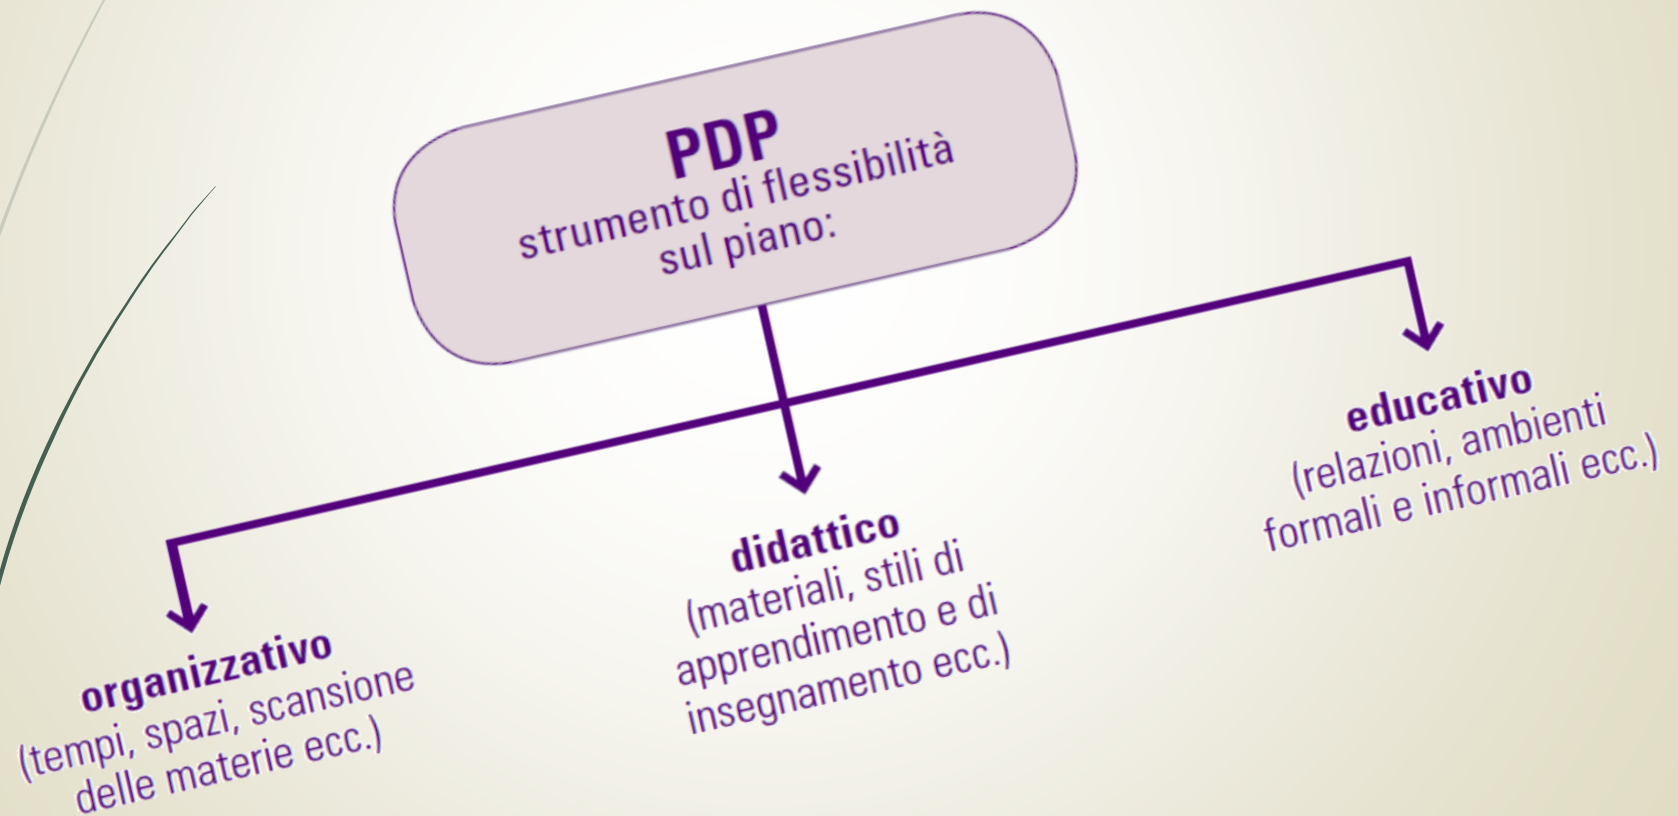 PDP
strumento di flessibilità
sul piano:
organizzativo
(tempi, spazi, scansione
delle materie ecc.)
didattico
(materiali, stili di
apprendimento e di
insegnamento ecc.)
educativo
(relazioni, ambienti
formali e informali ecc.)